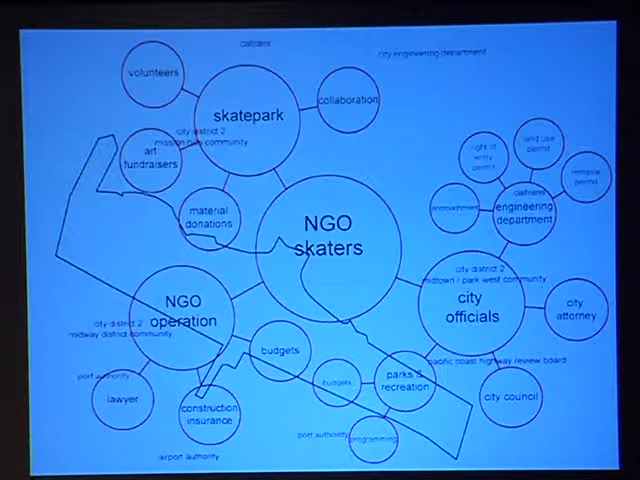 caltrans
city engineering department
volunteers
skatepark
collaboration
city district 2
mission bay community
art
fundraisers
land use
permit
right of
entry
permit
remove
permit
caltrans
engineering
department
encroachment
material
donations
NGO
skaters
city district 2
midtown / park west community
city
officials
city
attorney
NGO
operation
city district 2
midway district community
budgets
pacific coast highway review board
port authority
lawyer
construction
insurance
budgets
parks &
recreation
city council
port authority
programming
airport authority